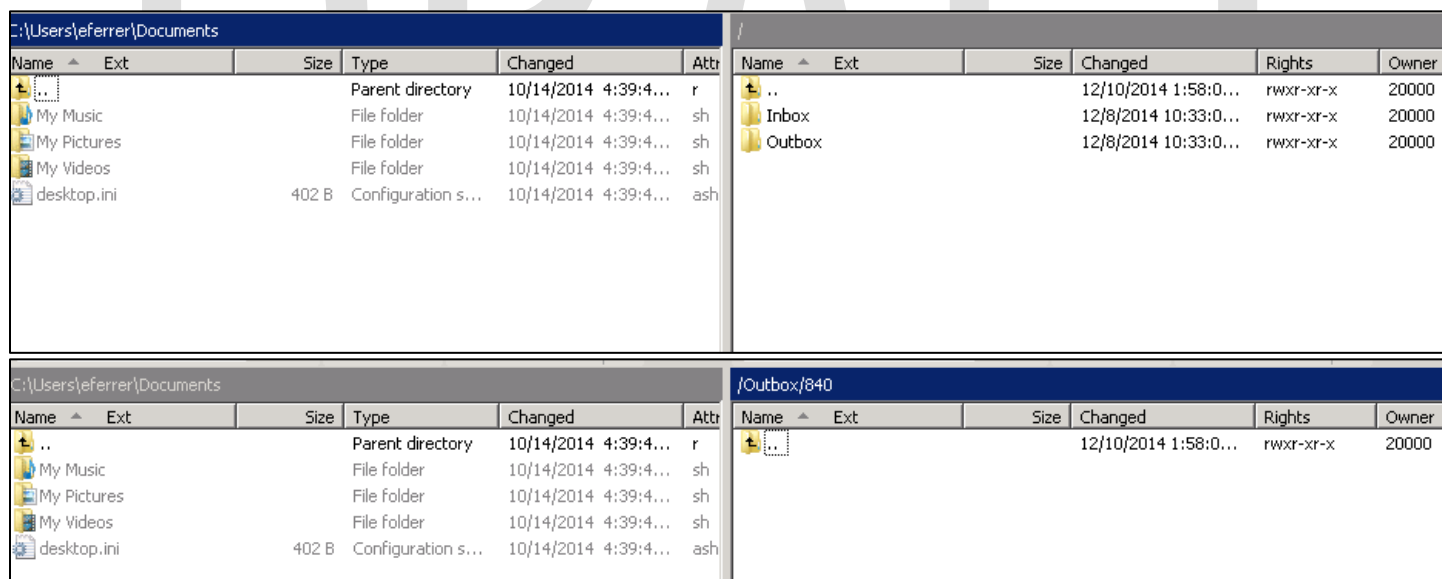 C:\Users\eferrer\Documents /
Name Ext Size Type Changed Attr Name Ext Size Changed Rights Owner
.. Parent directory 10/14/2014 4:39:4... r .. 12/10/2014 1:58:0... rwxr-xr-x 20000
My Music File folder 10/14/2014 4:39:4... sh Inbox 12/8/2014 10:33:0... rwxr-xr-x 20000
My Pictures File folder 10/14/2014 4:39:4... sh Outbox 12/8/2014 10:33:0... rwxr-xr-x 20000
My Videos File folder 10/14/2014 4:39:4... sh
desktop.ini 402 B Configuration s... 10/14/2014 4:39:4... ash
C:\Users\eferrer\Documents /Outbox/840
Name Ext Size Type Changed Attr Name Ext Size Changed Rights Owner
.. Parent directory 10/14/2014 4:39:4... r .. 12/10/2014 1:58:0... rwxr-xr-x 20000
My Music File folder 10/14/2014 4:39:4... sh
My Pictures File folder 10/14/2014 4:39:4... sh
My Videos File folder 10/14/2014 4:39:4... sh
desktop.ini 402 B Configuration s... 10/14/2014 4:39:4... ash